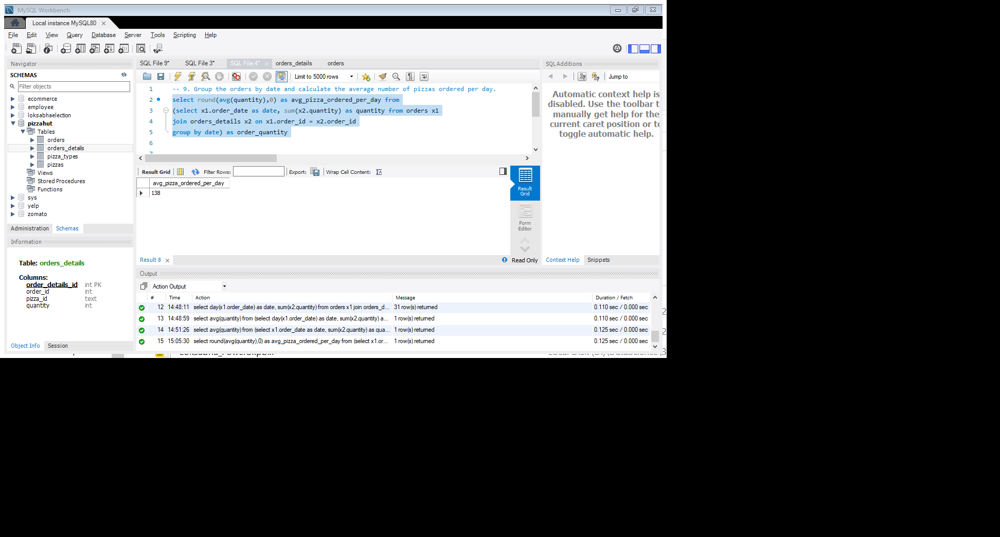 MySQL Workbench
Local instance MySQL80
File Edit View Query Database Server Tools Scripting Help
Navigator
SCHEMAS
Filter objects
ecommerce
employee
loksabhaelection
pizzahut
Tables
orders
orders_details
pizza_types
pizzas
Views
Stored Procedures
Functions
sys
yelp
zomato
Administration Schemas
Information
Table: orders_details
Columns:
order_details_id int PK
order_id int
pizza_id text
quantity int
Object Info Session
SQL File 9* SQL File 3* SQL File 4* orders_details orders
Limit to 5000 rows
1 -- 9. Group the orders by date and calculate the average number of pizzas ordered per day.
2 select round(avg(quantity),0) as avg_pizza_ordered_per_day from
3 (select x1.order_date as date, sum(x2.quantity) as quantity from orders x1
4 join orders_details x2 on x1.order_id = x2.order_id
5 group by date) as order_quantity
6
7
Result Grid Filter Rows: Export: Wrap Cell Content:
avg_pizza_ordered_per_day
138
Result Grid
Form Editor
Result 8
Read Only
SQLAdditions
Jump to
Automatic context help is
disabled. Use the toolbar t
manually get help for the
current caret position or to
toggle automatic help.
Context Help Snippets
Output
Action Output
# Time Action Message Duration / Fetch
12 14:48:11 select day(x1.order_date) as date, sum(x2.quantity) from orders x1 join orders_d... 31 row(s) returned 0.110 sec / 0.000 sec
13 14:48:59 select avg(quantity) from (select day(x1.order_date) as date, sum(x2.quantity) a... 1 row(s) returned 0.110 sec / 0.000 sec
14 14:51:26 select avg(quantity) from (select x1.order_date as date, sum(x2.quantity) as qua... 1 row(s) returned 0.125 sec / 0.000 sec
15 15:05:30 select round(avg(quantity),0) as avg_pizza_ordered_per_day from (select x1.or... 1 row(s) returned 0.125 sec / 0.000 sec